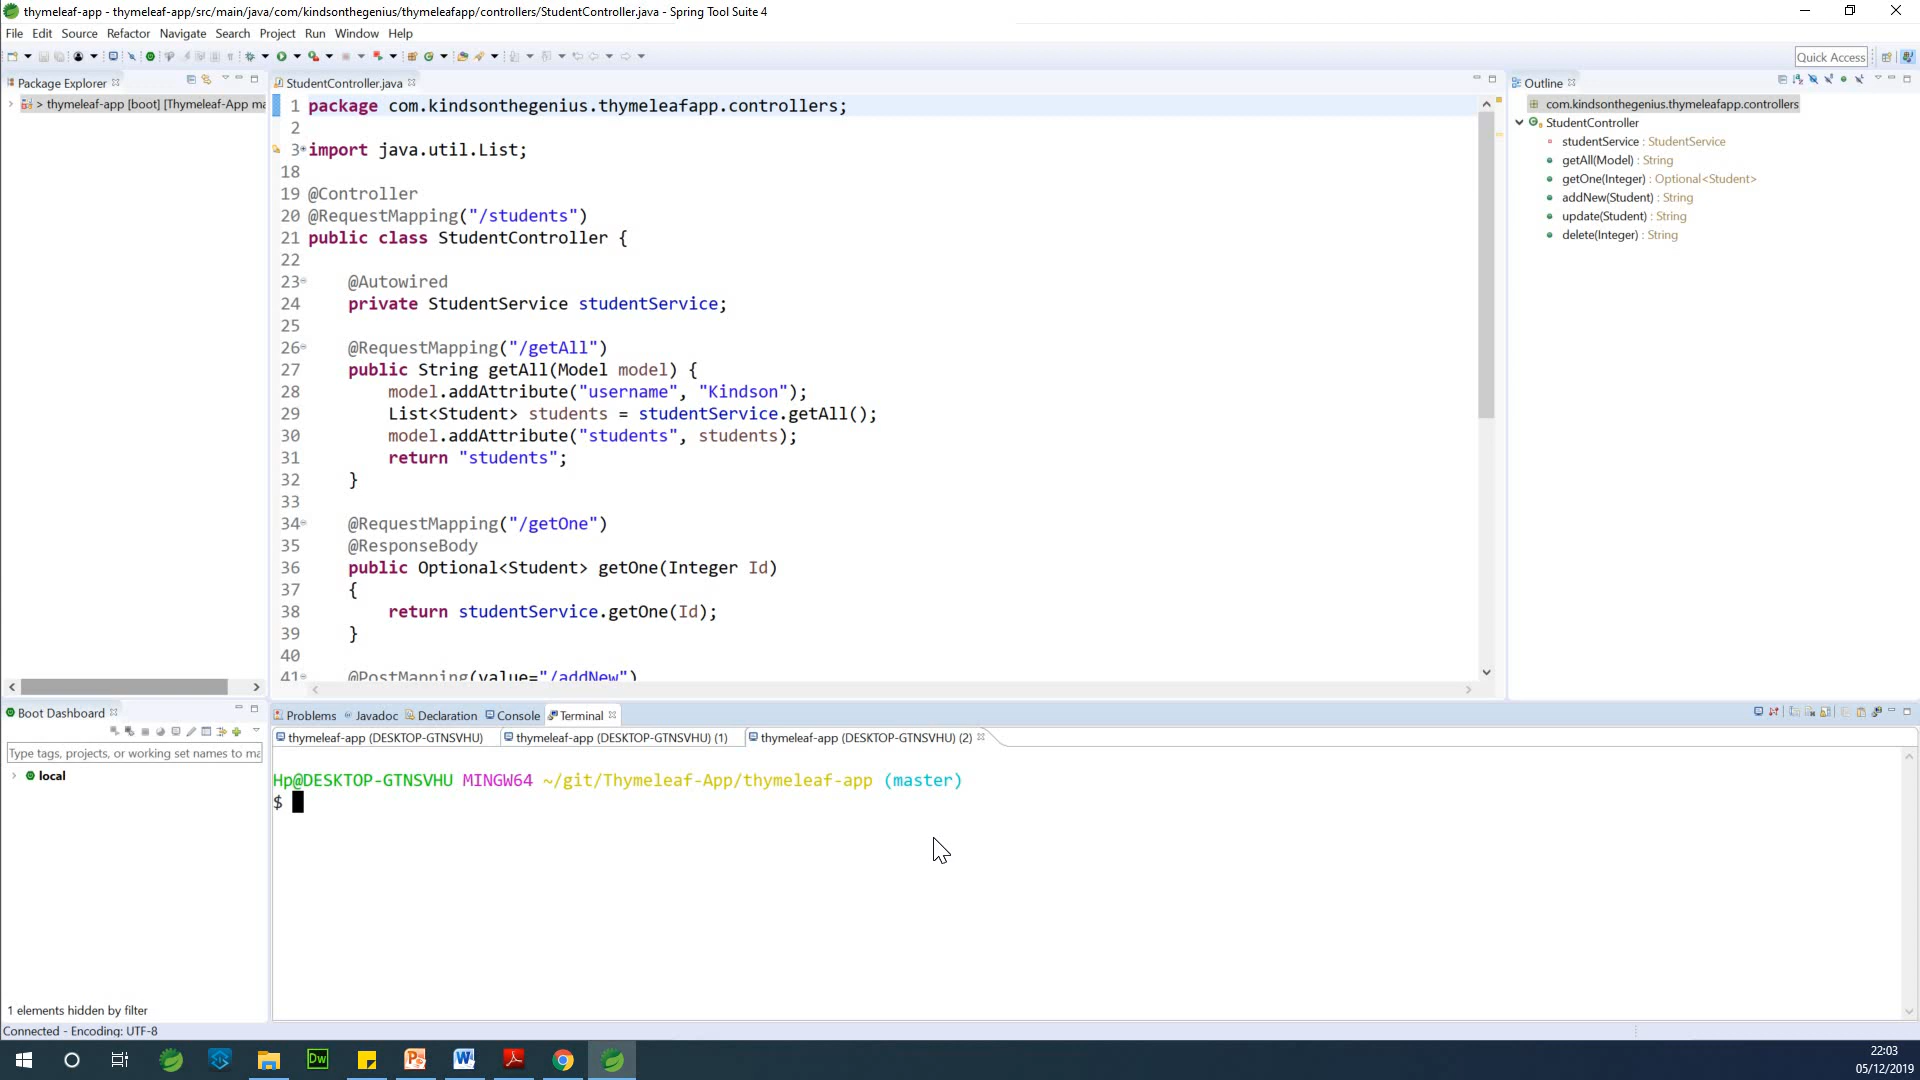 thymeleaf-app - thymeleaf-app/src/main/java/com/kindsonthegenius/thymeleafapp/controllers/StudentController.java - Spring Tool Suite 4
File Edit Source Refactor Navigate Search Project Run Window Help
Quick Access
Package Explorer
> thymeleaf-app [boot] [Thymeleaf-App ma
StudentController.java
1 package com.kindsonthegenius.thymeleafapp.controllers;
2
3 import java.util.List;
18
19 @Controller
20 @RequestMapping("/students")
21 public class StudentController {
22
23 @Autowired
24 private StudentService studentService;
25
26 @RequestMapping("/getAll")
27 public String getAll(Model model) {
28 model.addAttribute("username", "Kindson");
29 List<Student> students = studentService.getAll();
30 model.addAttribute("students", students);
31 return "students";
32 }
33
34 @RequestMapping("/getOne")
35 @ResponseBody
36 public Optional<Student> getOne(Integer Id)
37 {
38 return studentService.getOne(Id);
39 }
40
41 @PostMapping(value="/addNew")
Outline
com.kindsonthegenius.thymeleafapp.controllers
StudentController
studentService : StudentService
getAll(Model) : String
getOne(Integer) : Optional<Student>
addNew(Student) : String
update(Student) : String
delete(Integer) : String
Boot Dashboard
Type tags, projects, or working set names to ma
local
1 elements hidden by filter
Problems Javadoc Declaration Console Terminal
thymeleaf-app (DESKTOP-GTNSVHU) thymeleaf-app (DESKTOP-GTNSVHU) (1) thymeleaf-app (DESKTOP-GTNSVHU) (2)
Hp@DESKTOP-GTNSVHU MINGW64 ~/git/Thymeleaf-App/thymeleaf-app (master)
$
Connected - Encoding: UTF-8
Dw
22:03
05/12/2019